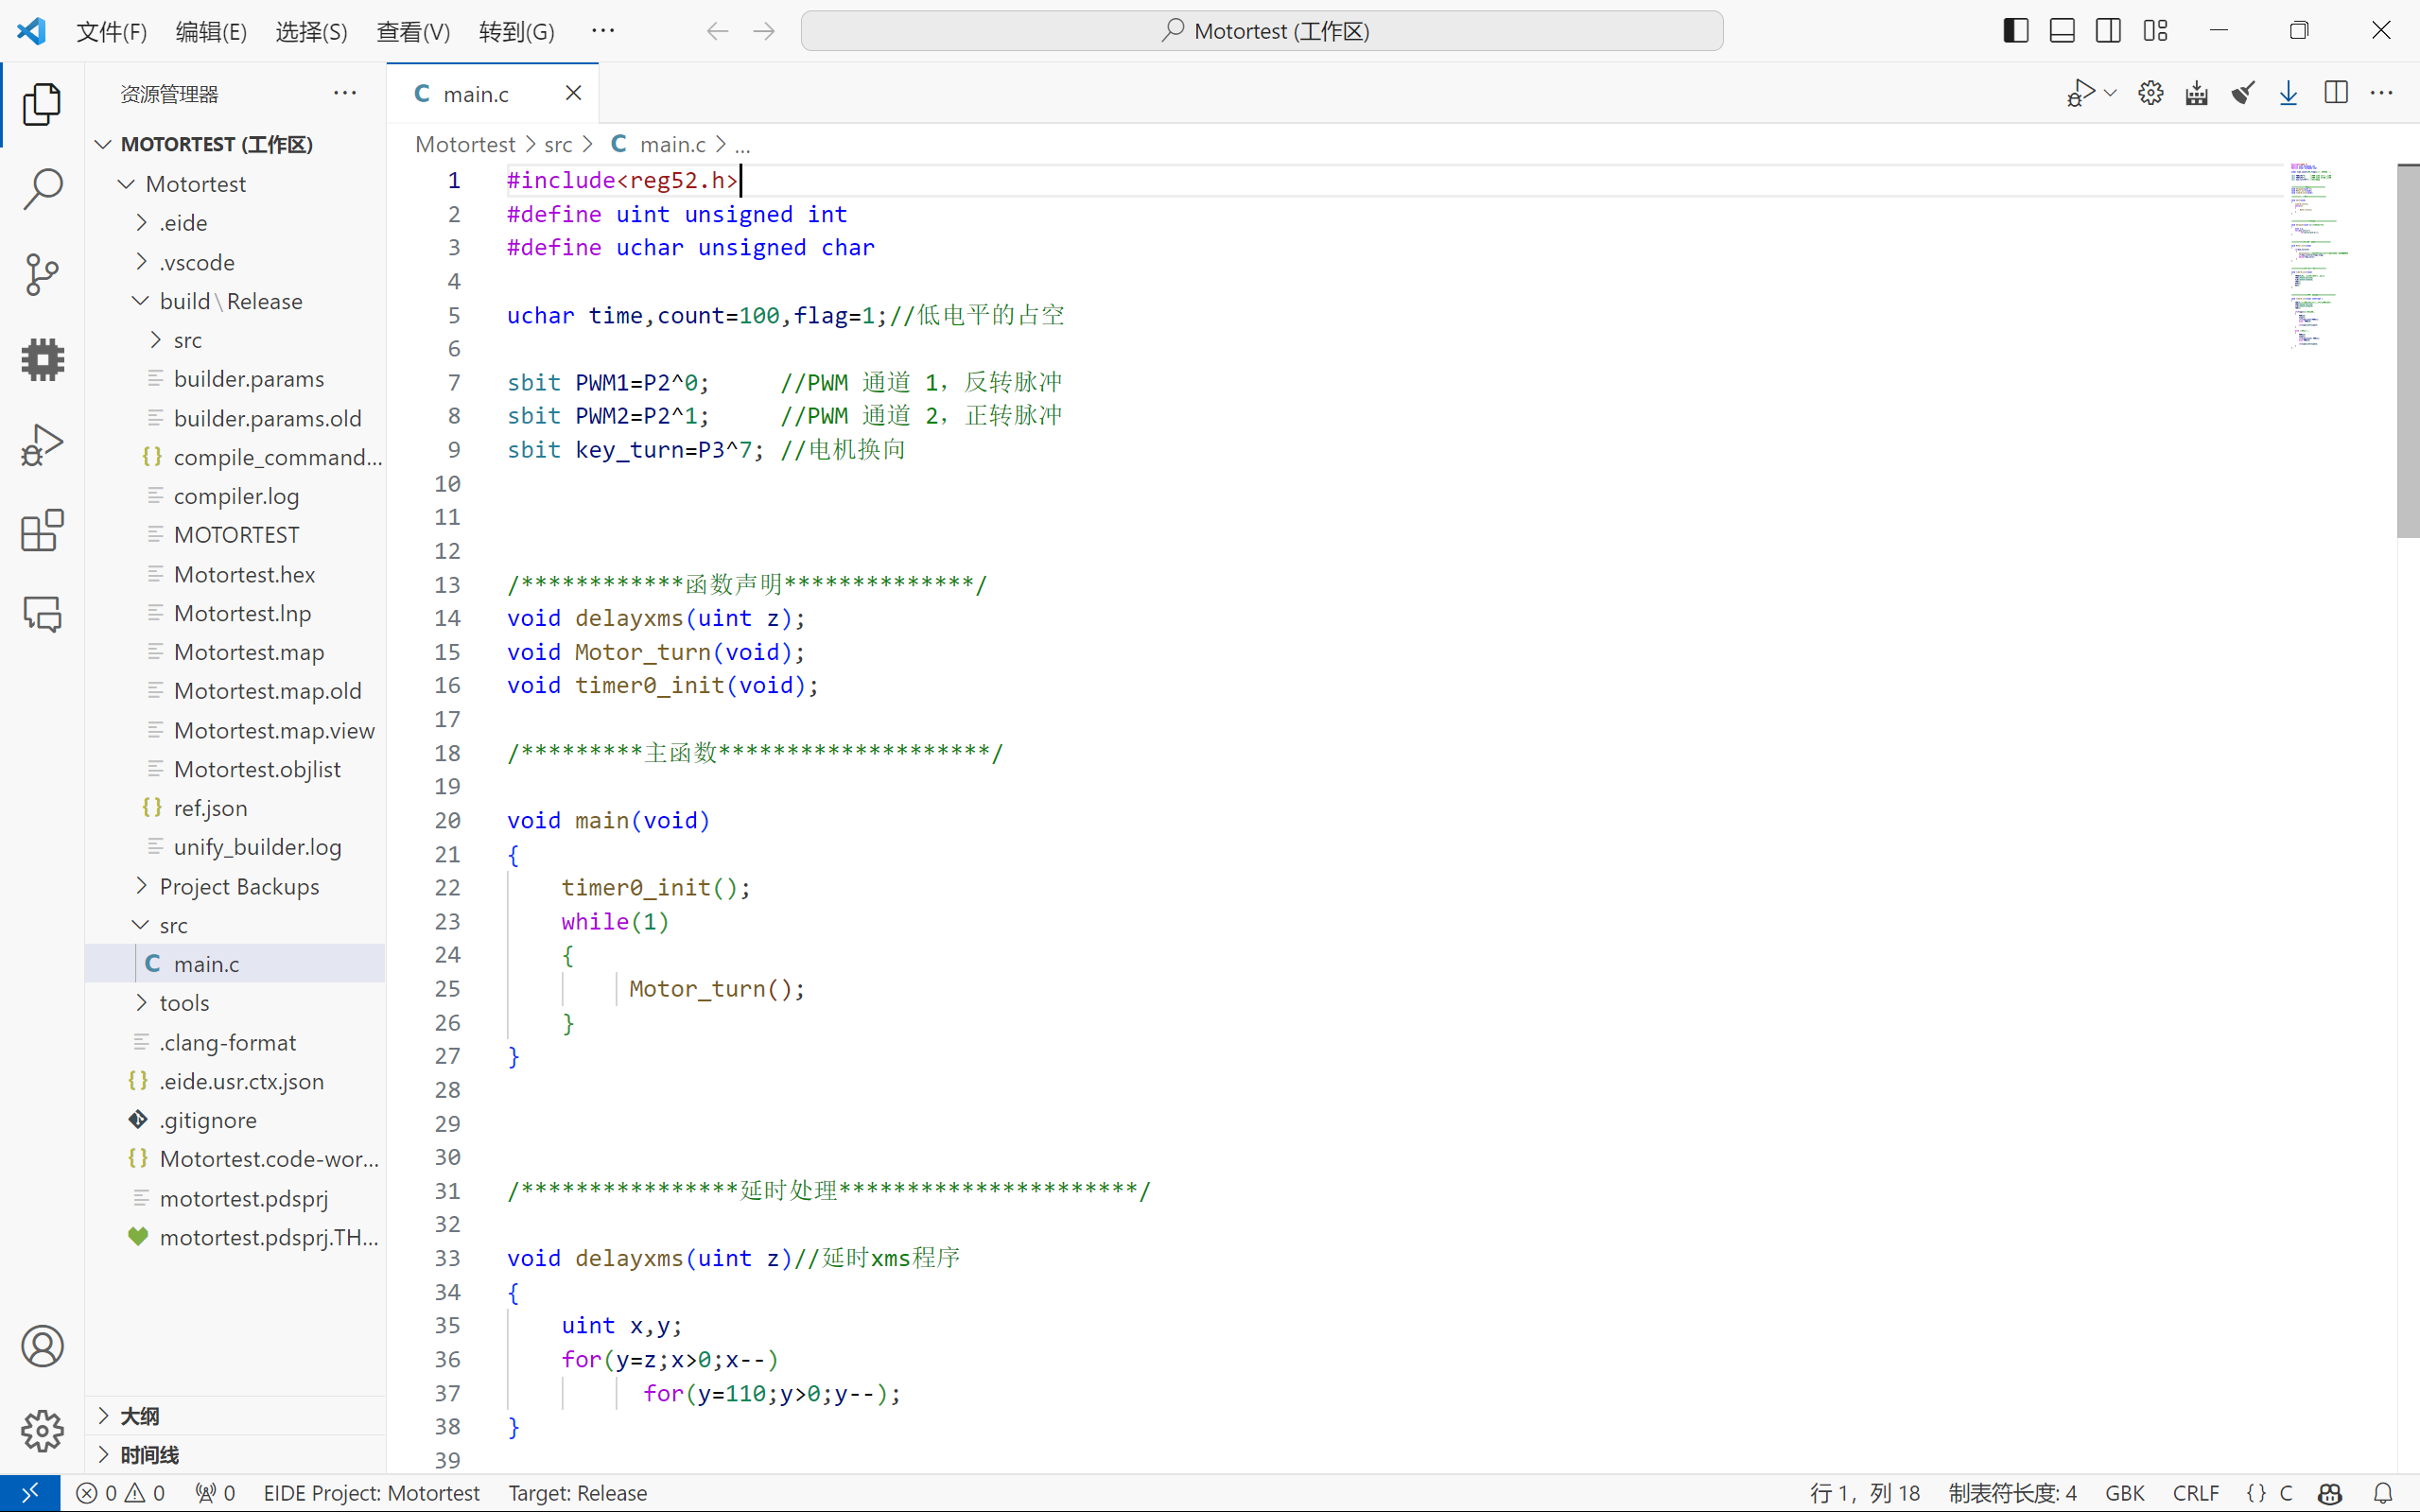 文件(F) 编辑(E) 选择(S) 查看(V) 转到(G) ··· Motortest (工作区)
资源管理器 ···
MOTORTEST (工作区)
Motortest
.eide
.vscode
build\Release
src
builder.params
builder.params.old
compile_command...
compiler.log
MOTORTEST
Motortest.hex
Motortest.lnp
Motortest.map
Motortest.map.old
Motortest.map.view
Motortest.objlist
ref.json
unify_builder.log
Project Backups
src
main.c
tools
.clang-format
.eide.usr.ctx.json
.gitignore
Motortest.code-wor...
motortest.pdsprj
motortest.pdsprj.TH...
大纲
时间线
main.c
Motortest > src > C main.c > ...
1 #include<reg52.h>
2 #define uint unsigned int
3 #define uchar unsigned char
4
5 uchar time,count=100,flag=1;//低电平的占空
6
7 sbit PWM1=P2^0; //PWM 通道 1，反转脉冲
8 sbit PWM2=P2^1; //PWM 通道 2，正转脉冲
9 sbit key_turn=P3^7; //电机换向
10
11
12
13 /************函数声明**************/
14 void delayxms(uint z);
15 void Motor_turn(void);
16 void timer0_init(void);
17
18 /*********主函数********************/
19
20 void main(void)
21 {
22 timer0_init();
23 while(1)
24 {
25 Motor_turn();
26 }
27 }
28
29
30
31 /****************延时处理**********************/
32
33 void delayxms(uint z)//延时xms程序
34 {
35 uint x,y;
36 for(y=z;x>0;x--)
37 for(y=110;y>0;y--);
38 }
39
0 0 0 EIDE Project: Motortest Target: Release 行 1，列 18 制表符长度: 4 GBK CRLF {} C